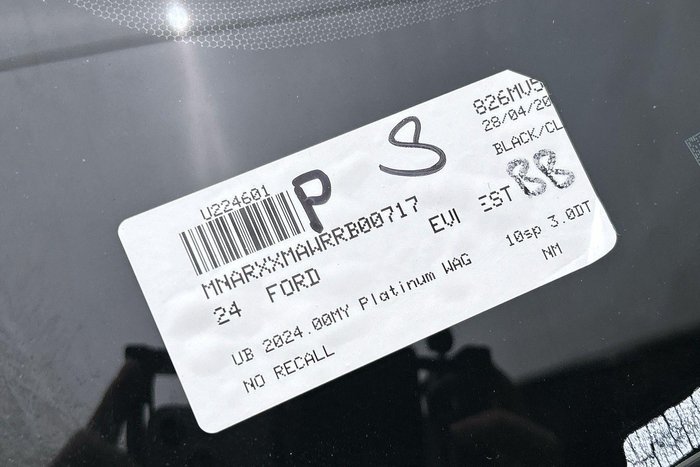 826MU5
28/04/20
BLACK/CL
P S
BB
U224601
MNARXXMAWRRB00717
EVI EST
24 FORD
UB 2024.00MY Platinum WAG 10sp 3.0DT
NO RECALL NM